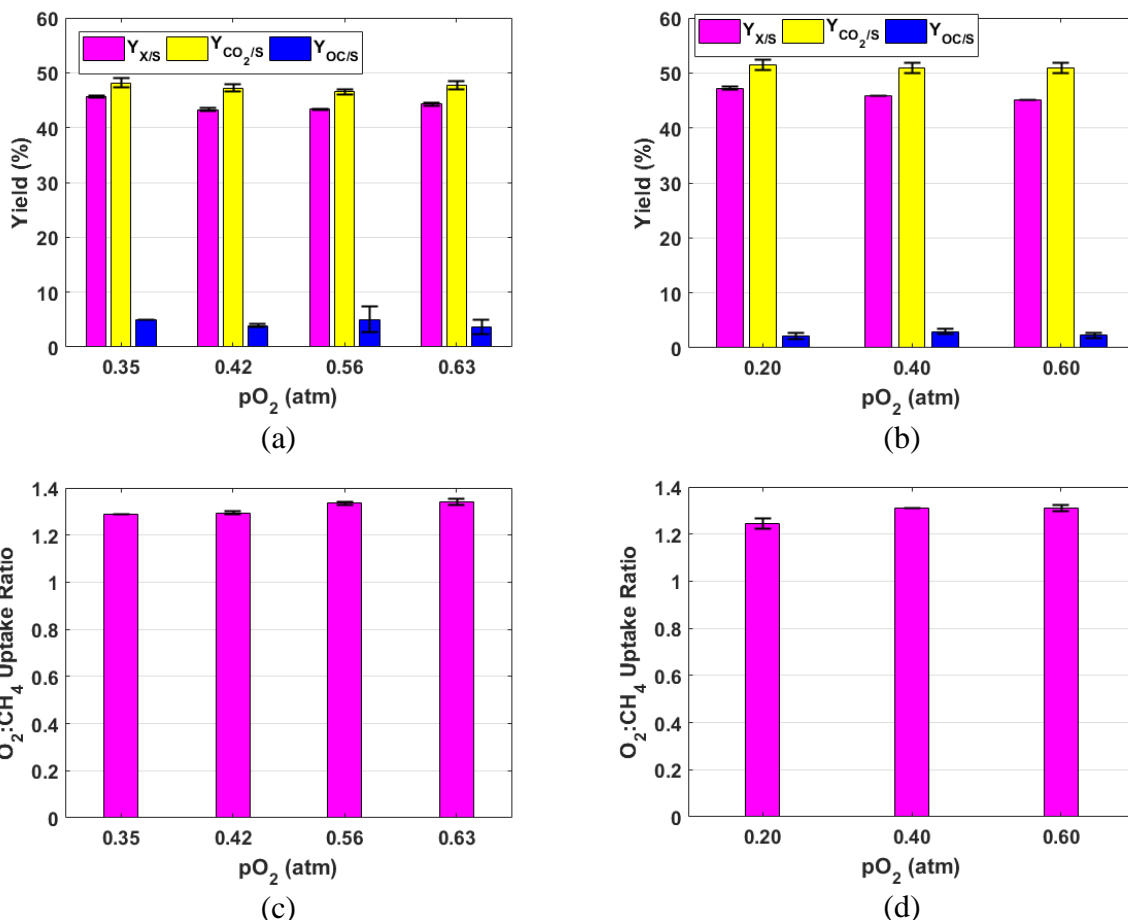 60
50
40
30
20
10
0
Yield (%)
Y_X/S Y_CO₂/S Y_OC/S
0.35 0.42 0.56 0.63
pO₂ (atm)
(a)
60
50
40
30
20
10
0
Yield (%)
Y_X/S Y_CO₂/S Y_OC/S
0.20 0.40 0.60
pO₂ (atm)
(b)
1.4
1.2
1
0.8
0.6
0.4
0.2
0
O₂:CH₄ Uptake Ratio
0.35 0.42 0.56 0.63
pO₂ (atm)
(c)
1.4
1.2
1
0.8
0.6
0.4
0.2
0
O₂:CH₄ Uptake Ratio
0.20 0.40 0.60
pO₂ (atm)
(d)